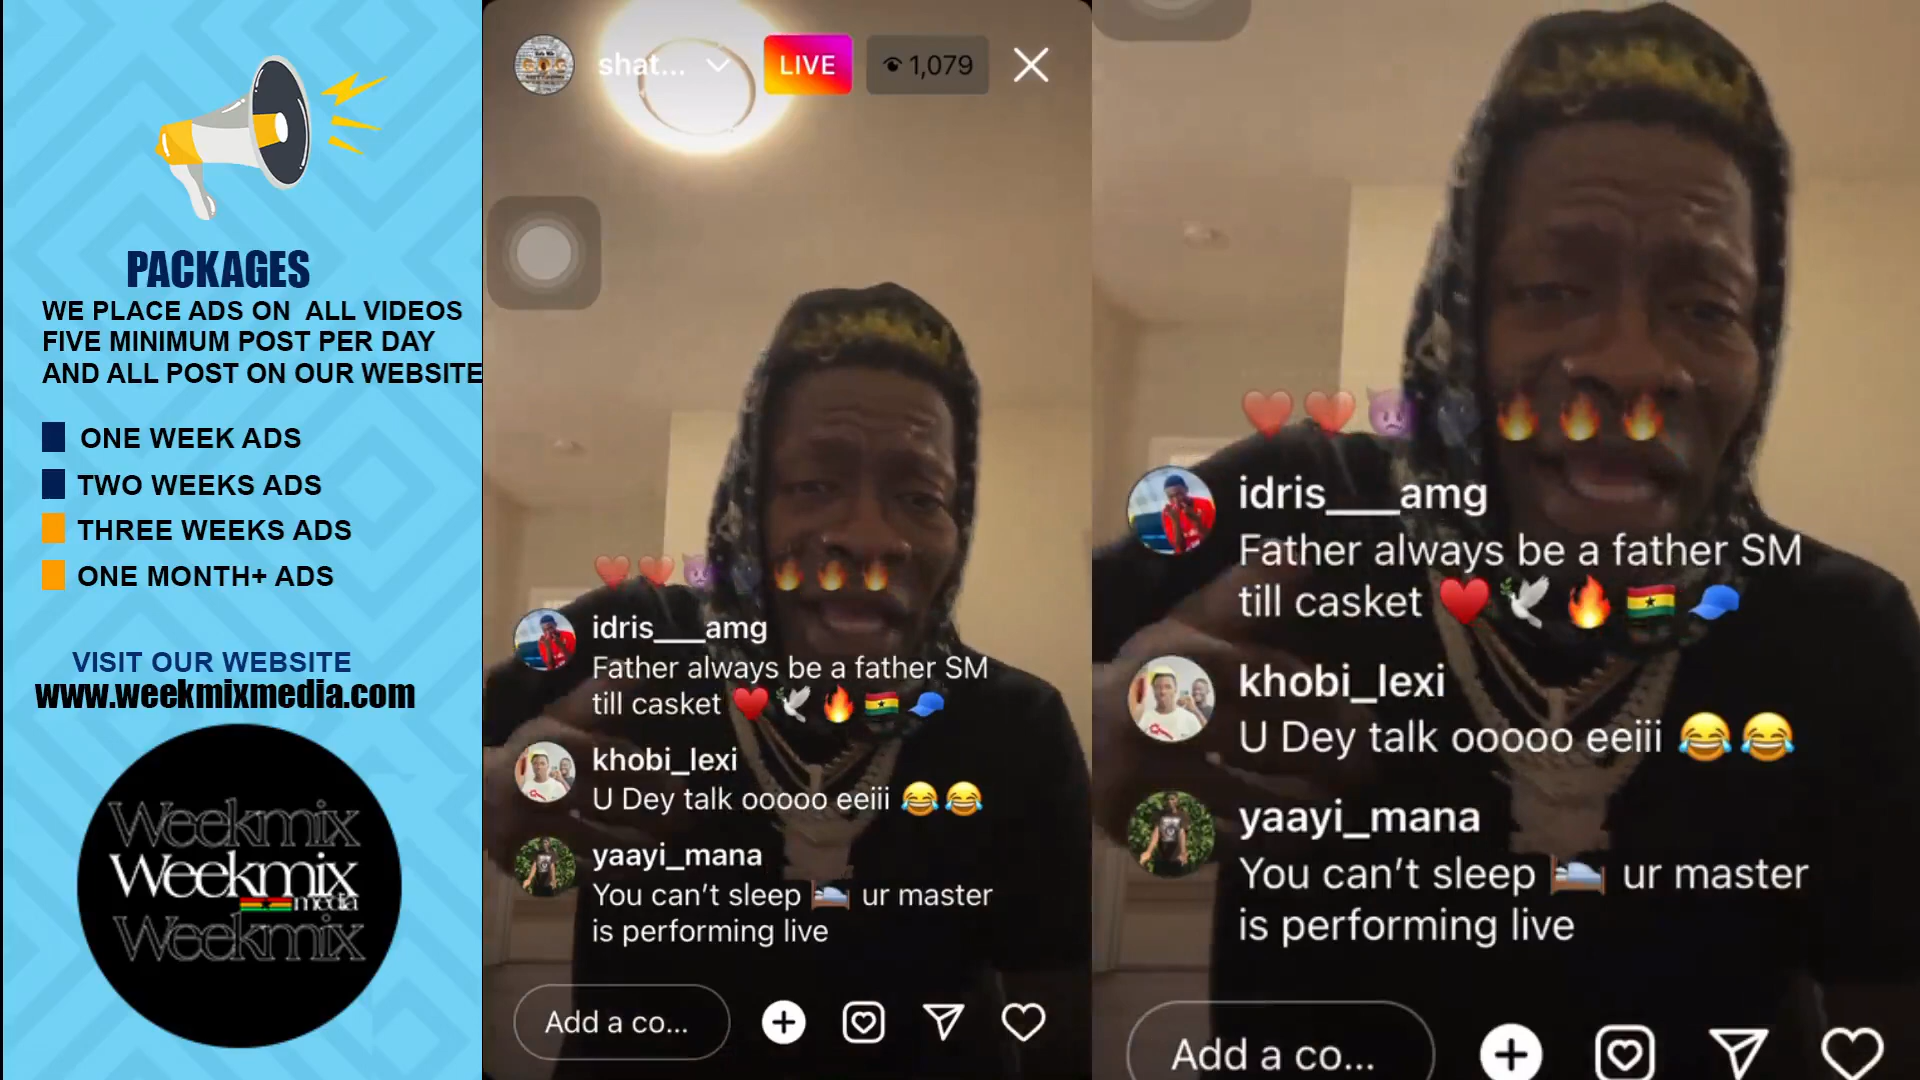 PACKAGES
WE PLACE ADS ON ALL VIDEOS
FIVE MINIMUM POST PER DAY
AND ALL POST ON OUR WEBSITE
ONE WEEK ADS
TWO WEEKS ADS
THREE WEEKS ADS
ONE MONTH+ ADS
VISIT OUR WEBSITE
www.weekmixmedia.com
Weekmix
Weekmix
media
Weekmix
shat...
LIVE
1,079
idris___amg
Father always be a father SM
till casket ❤️🕊️🔥🇬🇭🧢
khobi_lexi
U Dey talk ooooo eeiii 😂😂
yaayi_mana
You can’t sleep 🛌 ur master
is performing live
Add a co...
idris___amg
Father always be a father SM
till casket ❤️🕊️🔥🇬🇭🧢
khobi_lexi
U Dey talk ooooo eeiii 😂😂
yaayi_mana
You can’t sleep 🛌 ur master
is performing live
Add a co...